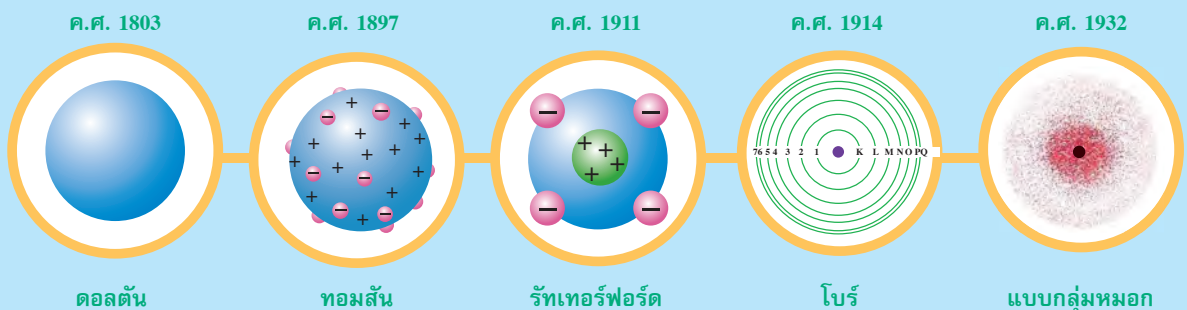 ค.ศ. 1803 ค.ศ. 1897 ค.ศ. 1911 ค.ศ. 1914 ค.ศ. 1932
+ + + + + + + + + + + + +
− − − − − −
− −
+ + + +
− −
7 6 5 4 3 2 1 K L M N O P Q
ดอลตัน ทอมสัน รัทเทอร์ฟอร์ด โบร์ แบบกลุ่มหมอก